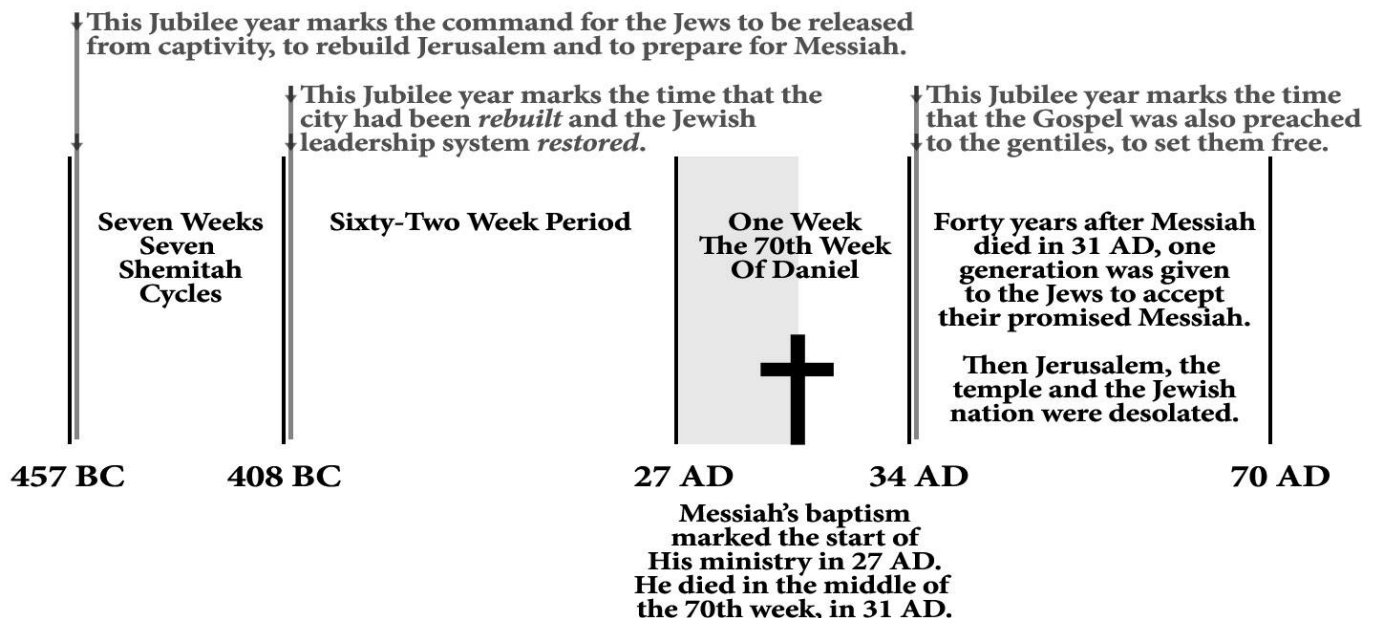 This Jubilee year marks the command for the Jews to be released
from captivity, to rebuild Jerusalem and to prepare for Messiah.
This Jubilee year marks the time that the
city had been rebuilt and the Jewish
leadership system restored.
This Jubilee year marks the time
that the Gospel was also preached
to the gentiles, to set them free.
Seven Weeks
Seven
Shemitah
Cycles
Sixty-Two Week Period
One Week
The 70th Week
Of Daniel
Forty years after Messiah
died in 31 AD, one
generation was given
to the Jews to accept
their promised Messiah.
Then Jerusalem, the
temple and the Jewish
nation were desolated.
457 BC
408 BC
27 AD
34 AD
70 AD
Messiah’s baptism
marked the start of
His ministry in 27 AD.
He died in the middle of
the 70th week, in 31 AD.